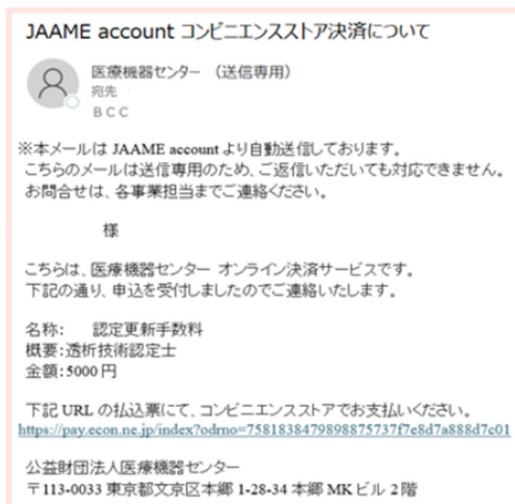 JAAME account コンビニエンスストア決済について
医療機器センター （送信専用）
宛先
BCC
※本メールは JAAME account より自動送信しております。
こちらのメールは送信専用のため、ご返信いただいても対応できません。
お問合せは、各事業担当までご連絡ください。
様
こちらは、医療機器センター オンライン決済サービスです。
下記の通り、申込を受付しましたのでご連絡いたします。
名称： 認定更新手数料
概要：透析技術認定士
金額：5000 円
下記 URL の払込票にて、コンビニエンスストアでお支払いください。
https://pay.econ.ne.jp/index?odrno=7581838479898875737f7e8d7a888d7c01
公益財団法人医療機器センター
〒113-0033 東京都文京区本郷 1-28-34 本郷 MK ビル 2 階